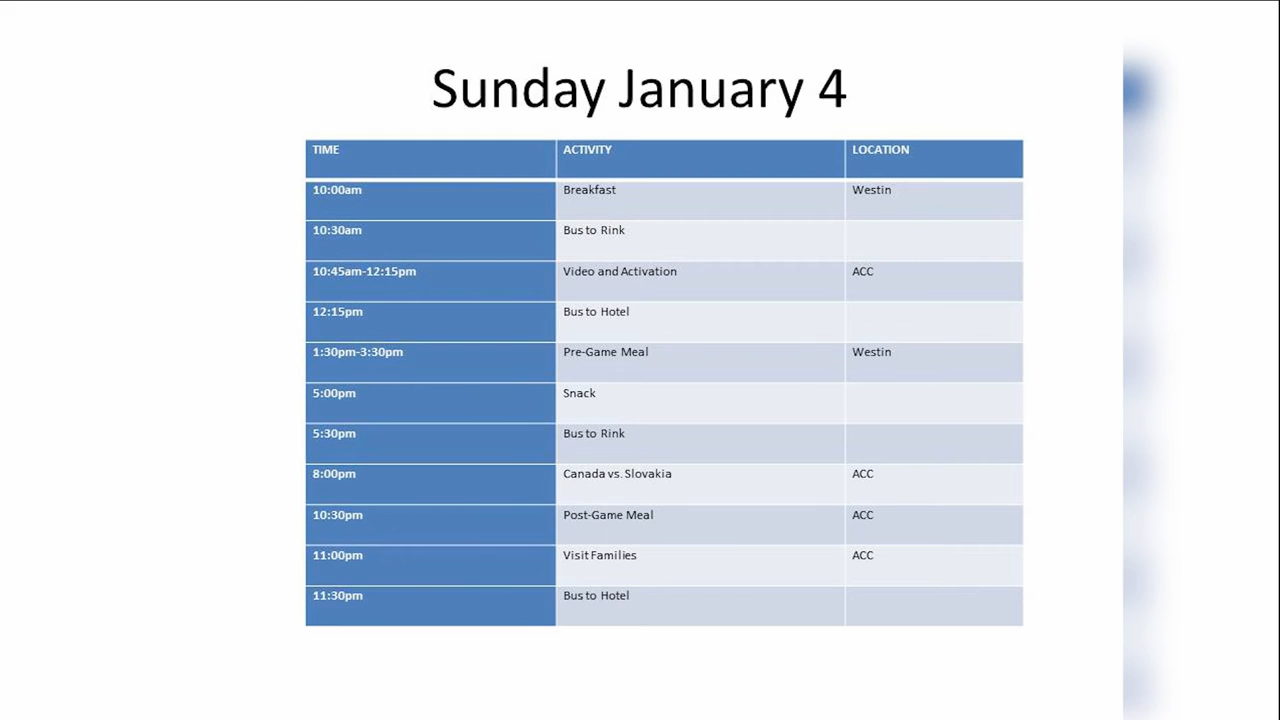 Sunday January 4
TIME ACTIVITY LOCATION
10:00am Breakfast Westin
10:30am Bus to Rink
10:45am-12:15pm Video and Activation ACC
12:15pm Bus to Hotel
1:30pm-3:30pm Pre-Game Meal Westin
5:00pm Snack
5:30pm Bus to Rink
8:00pm Canada vs. Slovakia ACC
10:30pm Post-Game Meal ACC
11:00pm Visit Families ACC
11:30pm Bus to Hotel